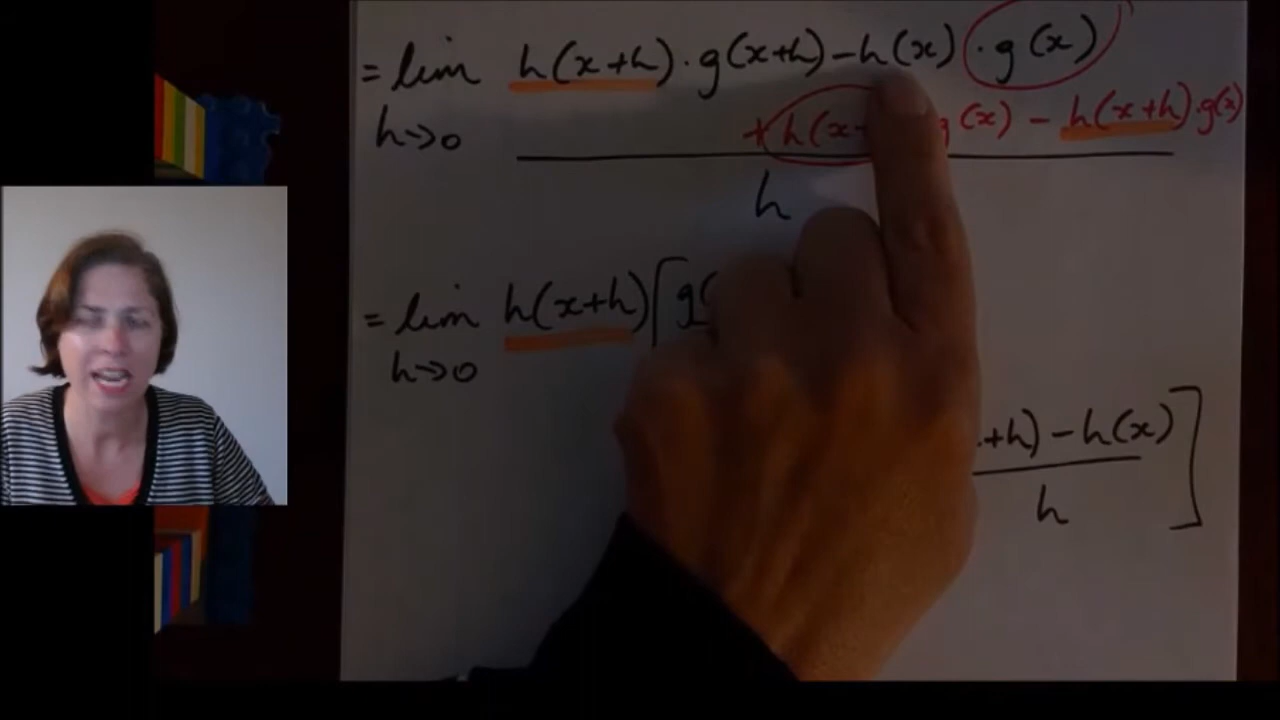 = lim h(x+h)·g(x+h)-h(x)·g(x)
h→0 +h(x+ g(x) - h(x+h)·g(x)
h
= lim h(x+h)[g(
h→0
+h) - h(x)]
h